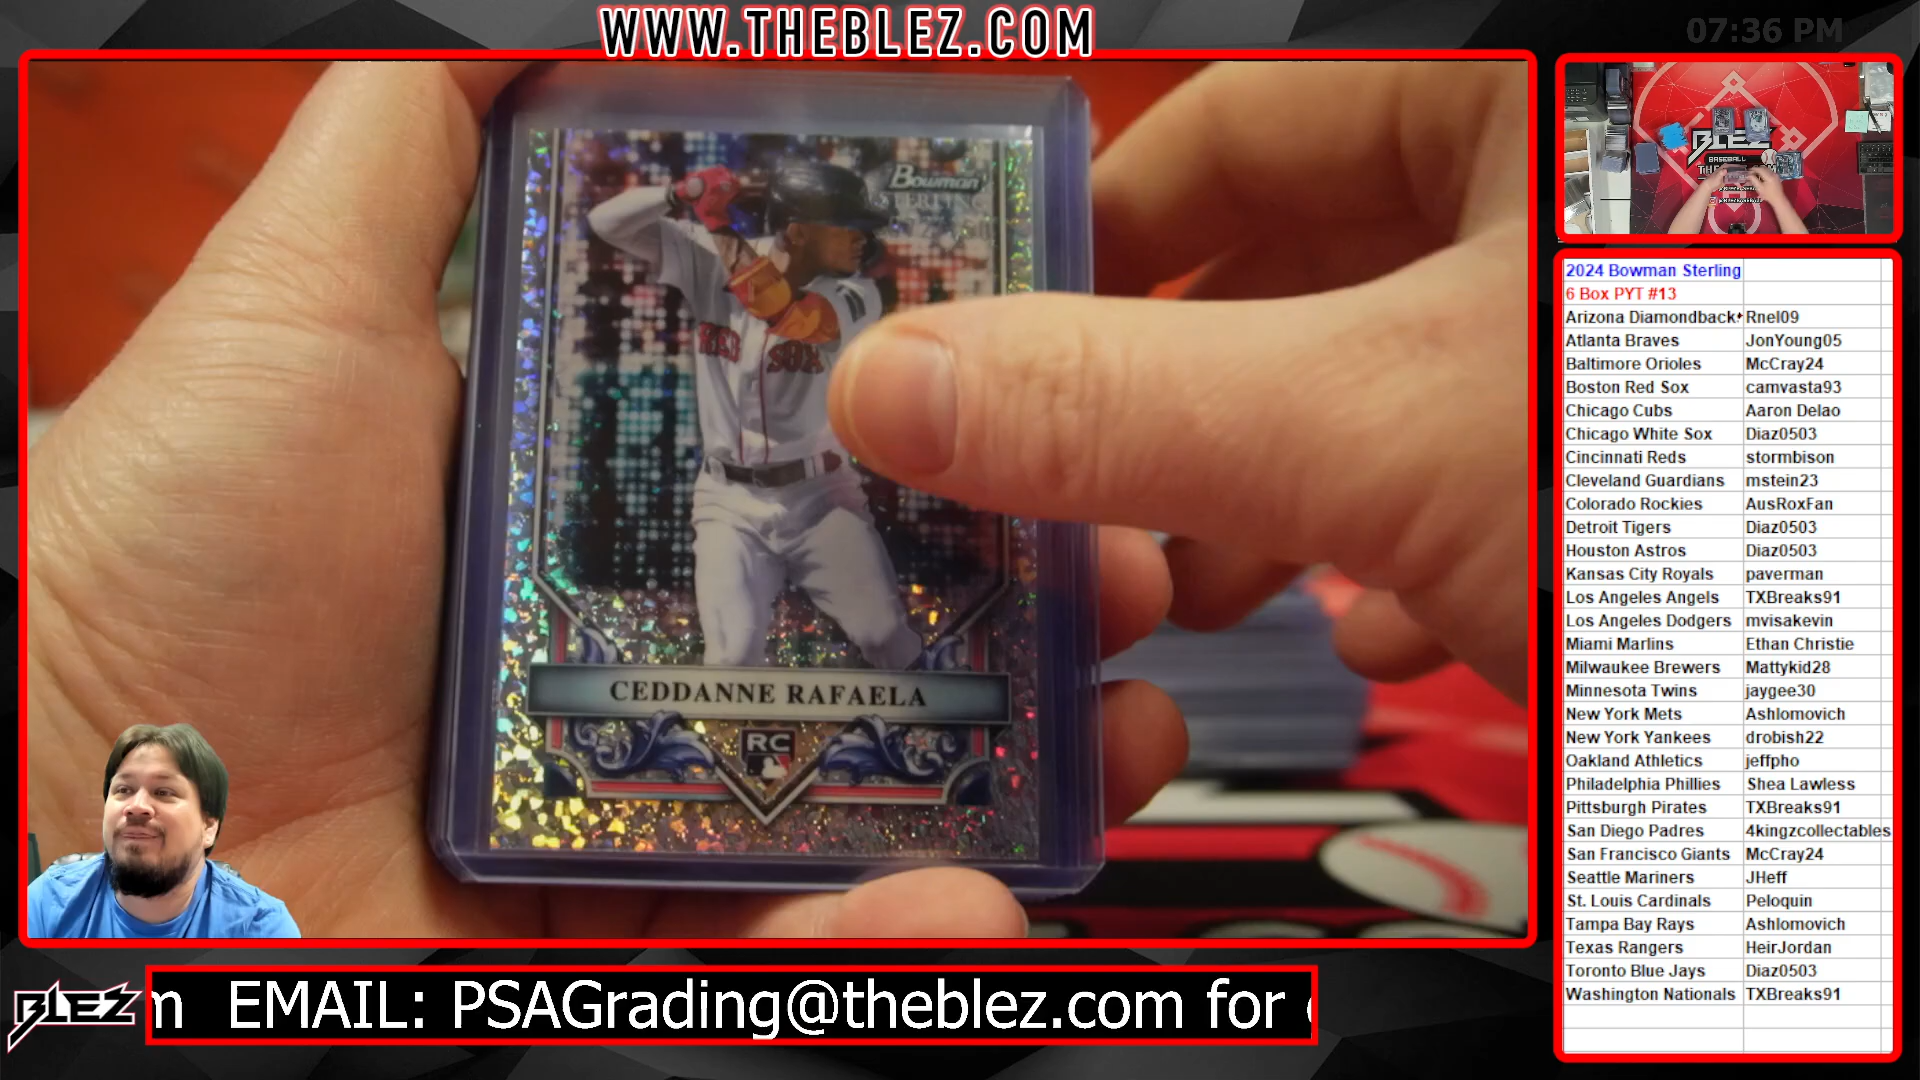 WWW.THEBLEZ.COM
07:36 PM
Bowman
STERLING
RED SOX
CEDDANNE RAFAELA
RC
BLEZ
BASEBALL
2024 Bowman Sterling
6 Box PYT #13
Arizona Diamondback Rnel09
Atlanta Braves JonYoung05
Baltimore Orioles McCray24
Boston Red Sox camvasta93
Chicago Cubs Aaron Delao
Chicago White Sox Diaz0503
Cincinnati Reds stormbison
Cleveland Guardians mstein23
Colorado Rockies AusRoxFan
Detroit Tigers Diaz0503
Houston Astros Diaz0503
Kansas City Royals paverman
Los Angeles Angels TXBreaks91
Los Angeles Dodgers mvisakevin
Miami Marlins Ethan Christie
Milwaukee Brewers Mattykid28
Minnesota Twins jaygee30
New York Mets Ashlomovich
New York Yankees drobish22
Oakland Athletics jeffpho
Philadelphia Phillies Shea Lawless
Pittsburgh Pirates TXBreaks91
San Diego Padres 4kingzcollectables
San Francisco Giants McCray24
Seattle Mariners JHeff
St. Louis Cardinals Peloquin
Tampa Bay Rays Ashlomovich
Texas Rangers HeirJordan
Toronto Blue Jays Diaz0503
Washington Nationals TXBreaks91
BLEZ
m EMAIL: PSAGrading@theblez.com for